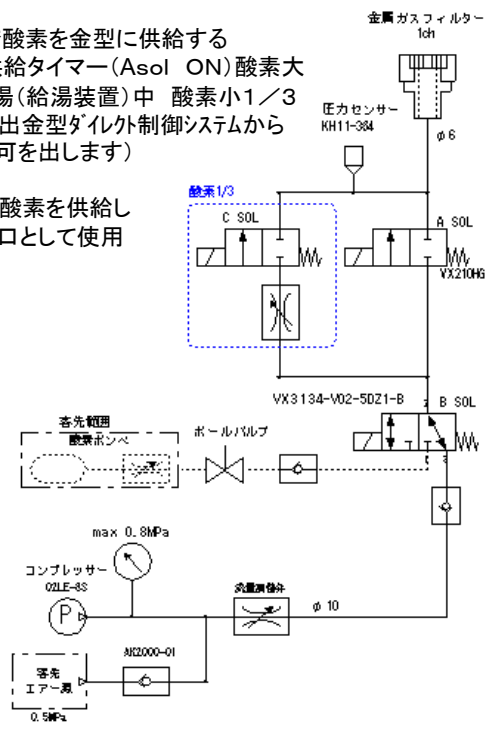 酸素を金型に供給する
供給タイマー(Asol ON)酸素大
湯(給湯装置)中 酸素小1/3
出金型ダイレクト制御システムから
可を出します)
酸素を供給し
口として使用
金属ガスフィルター
1ch
φ6
圧力センサー
KH11-364
酸素1/3
C SOL
A SOL
VX210HG
VX3134-V02-5DZ1-B
B SOL
客先範囲
酸素ボンベ
ボールバルブ
max 0.8MPa
コンプレッサー
02LE-8S
P
流量調整弁
φ10
AK2000-01
客先
エアー源
0.5MPa